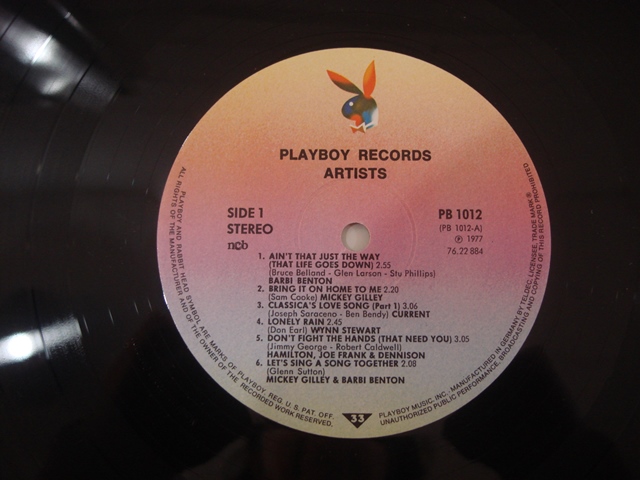 PLAYBOY RECORDS
ARTISTS
SIDE 1
STEREO
ncb
PB 1012
(PB 1012-A)
℗ 1977
76.22 884
1. AIN'T THAT JUST THE WAY
(THAT LIFE GOES DOWN) 2.55
(Bruce Belland - Glen Larson - Stu Phillips)
BARBI BENTON
2. BRING IT ON HOME TO ME 2.20
(Sam Cooke) MICKEY GILLEY
3. CLASSICA'S LOVE SONG (Part 1) 3.06
(Joseph Saraceno - Ben Bendy) CURRENT
4. LONELY RAIN 2.45
(Don Earl) WYNN STEWART
5. DON'T FIGHT THE HANDS (THAT NEED YOU) 3.05
(Jimmy George - Robert Caldwell)
HAMILTON, JOE FRANK & DENNISON
6. LET'S SING A SONG TOGETHER 2.08
(Glenn Sutton)
MICKEY GILLEY & BARBI BENTON
33
PLAYBOY AND RABBIT HEAD SYMBOL ARE MARKS OF PLAYBOY REG. U.S. PAT. OFF.
ALL RIGHTS OF THE MANUFACTURER AND OF THE OWNER OF THE RECORDED WORK RESERVED.
PLAYBOY MUSIC, INC., MANUFACTURED IN GERMANY BY TELDEC, LICENSEE, TRADE MARK®
UNAUTHORIZED PUBLIC PERFORMANCE, BROADCASTING AND COPYING OF THIS RECORD PROHIBITED